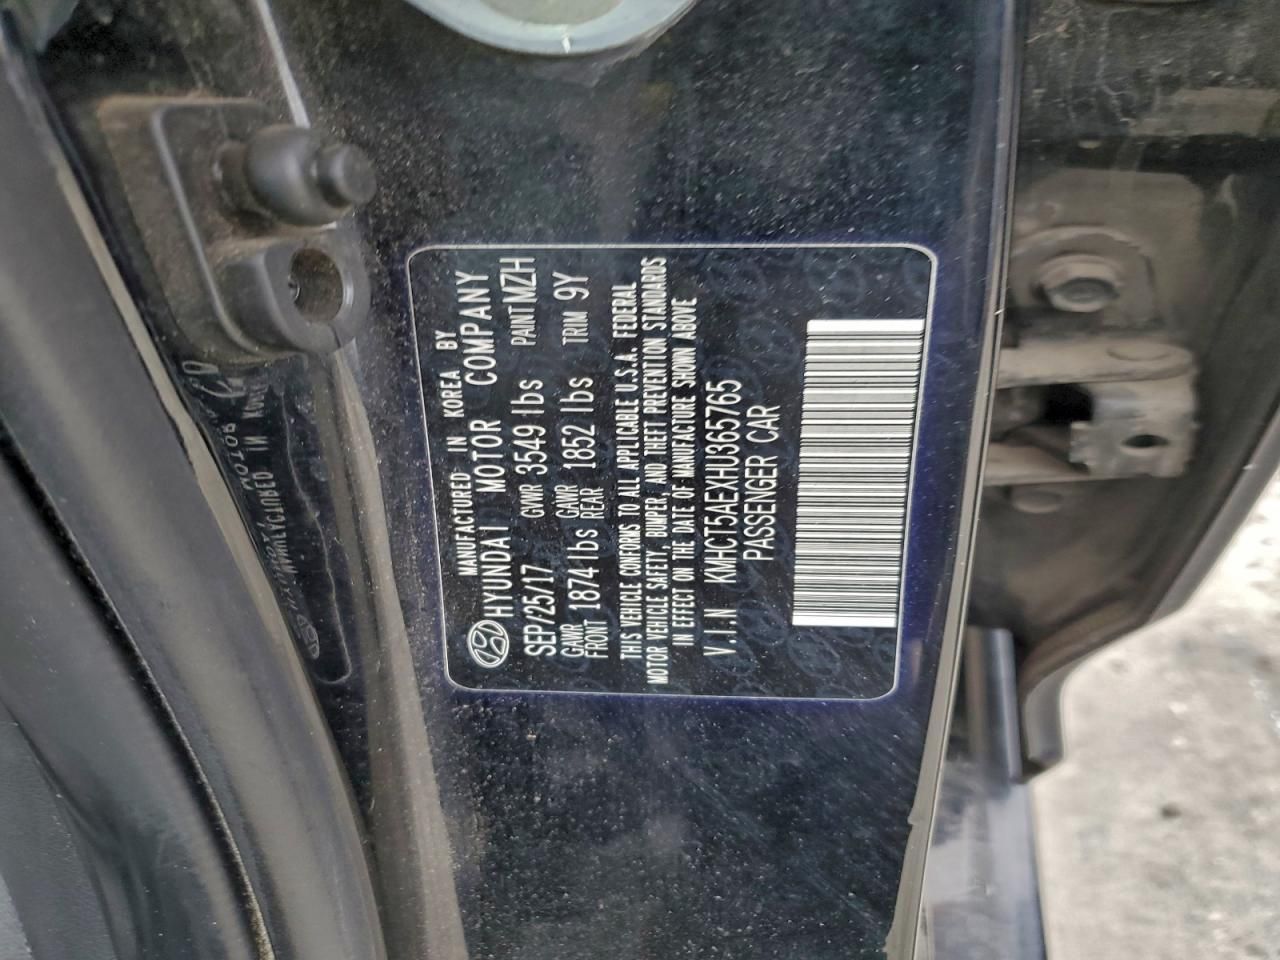 MANUFACTURED IN KOREA BY
HYUNDAI MOTOR COMPANY
SEP/25/17 GVWR 3549 lbs PAINT MZH
GAWR FRONT 1874 lbs GAWR REAR 1852 lbs TRIM 9Y
THIS VEHICLE CONFORMS TO ALL APPLICABLE U.S.A. FEDERAL
MOTOR VEHICLE SAFETY, BUMPER, AND THEFT PREVENTION STANDARDS
IN EFFECT ON THE DATE OF MANUFACTURE SHOWN ABOVE
V.I.N KMHCT5AEXHU365765
PASSENGER CAR